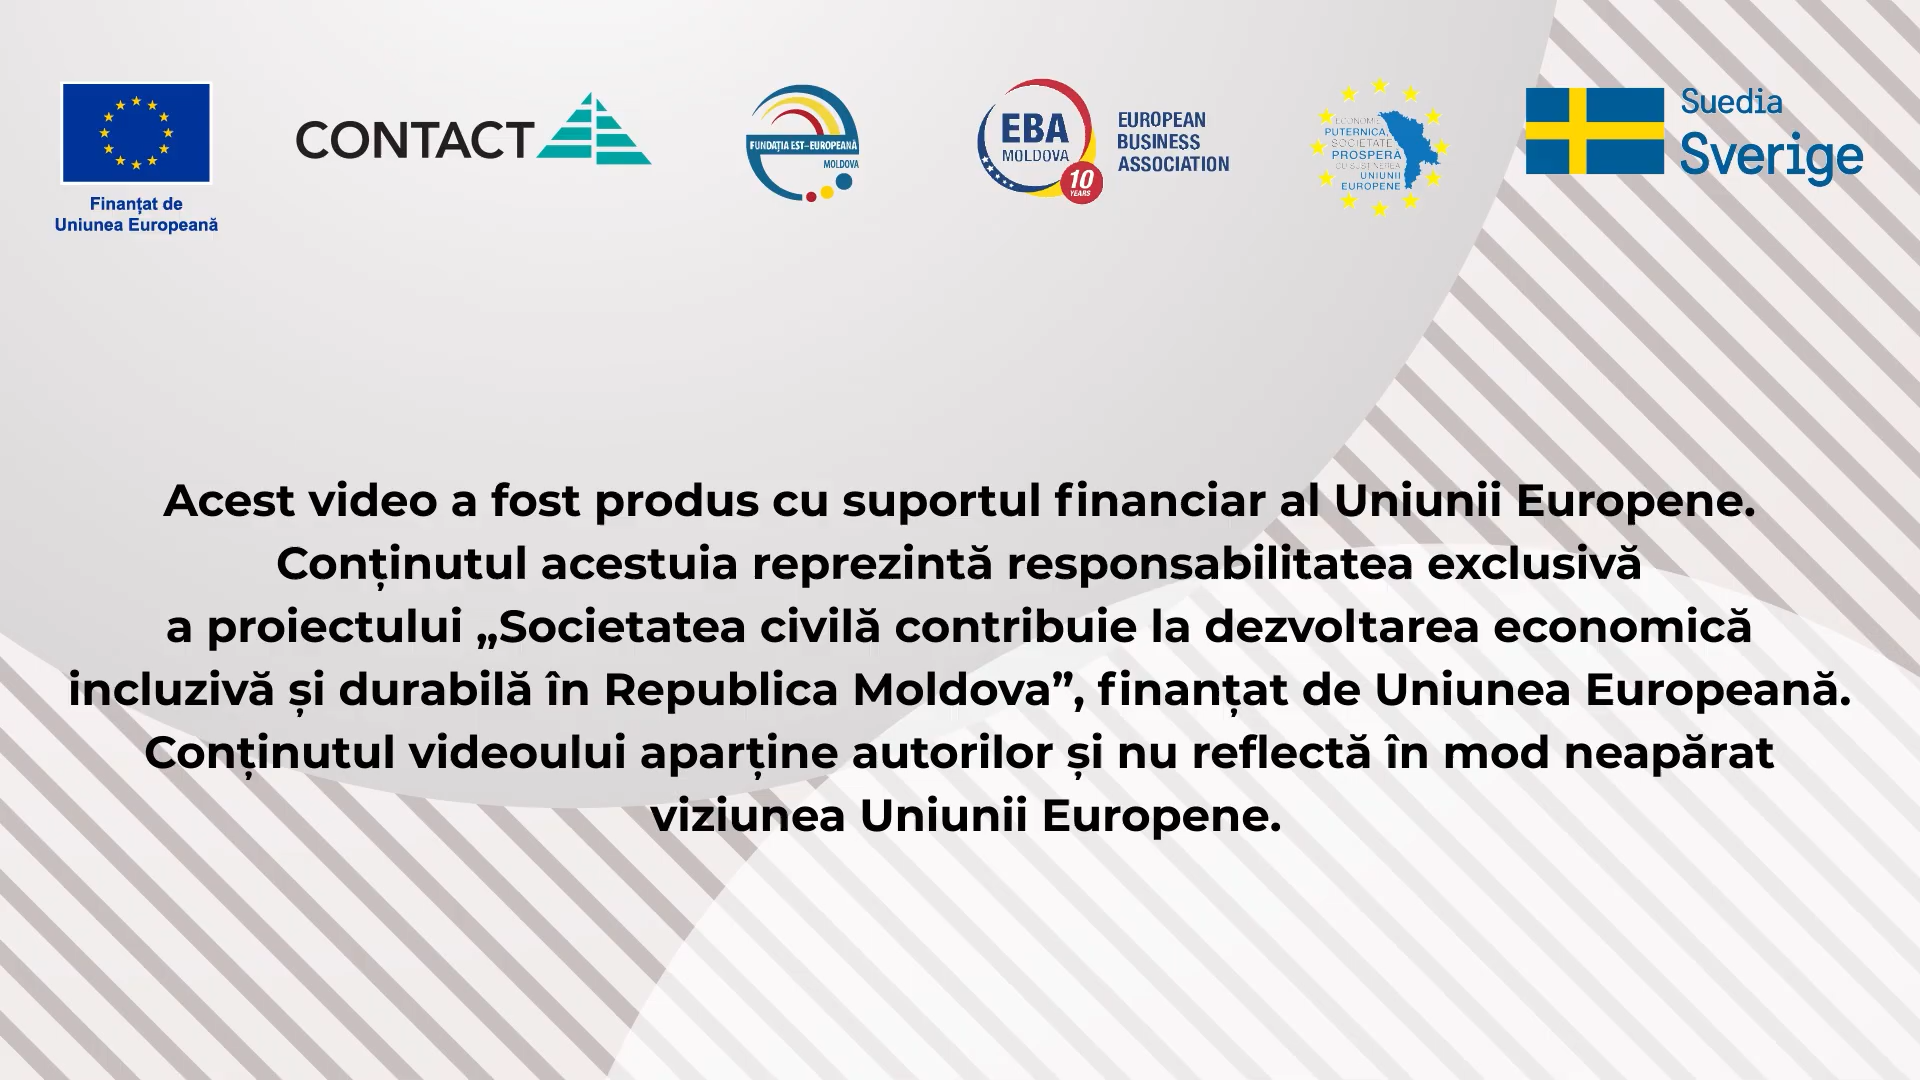 Finanțat de
Uniunea Europeană
CONTACT
FUNDAȚIA EST-EUROPEANĂ
MOLDOVA
EBA
MOLDOVA
10
YEARS
EUROPEAN
BUSINESS
ASSOCIATION
ECONOMIE
PUTERNICĂ,
SOCIETATE
PROSPERĂ
CU SUSȚINEREA
UNIUNII
EUROPENE
Suedia
Sverige
Acest video a fost produs cu suportul financiar al Uniunii Europene.
Conținutul acestuia reprezintă responsabilitatea exclusivă
a proiectului „Societatea civilă contribuie la dezvoltarea economică
incluzivă și durabilă în Republica Moldova”, finanțat de Uniunea Europeană.
Conținutul videoului aparține autorilor și nu reflectă în mod neapărat
viziunea Uniunii Europene.